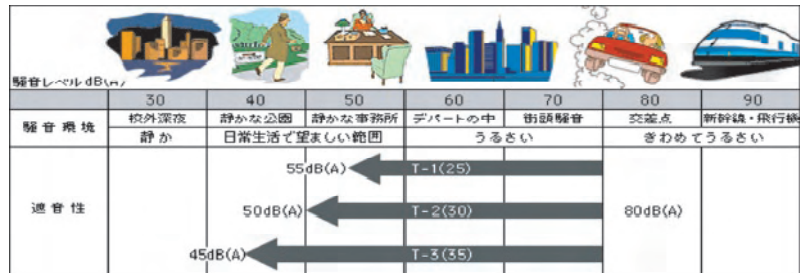 騒音レベルdB(A)
30 40 50 60 70 80 90
騒音環境
校外深夜 静かな公園 静かな事務所 デパートの中 街頭騒音 交差点 新幹線・飛行機
静か 日常生活で望ましい範囲 うるさい きわめてうるさい
遮音性
55dB(A) T-1(25)
50dB(A) T-2(30) 80dB(A)
45dB(A) T-3(35)